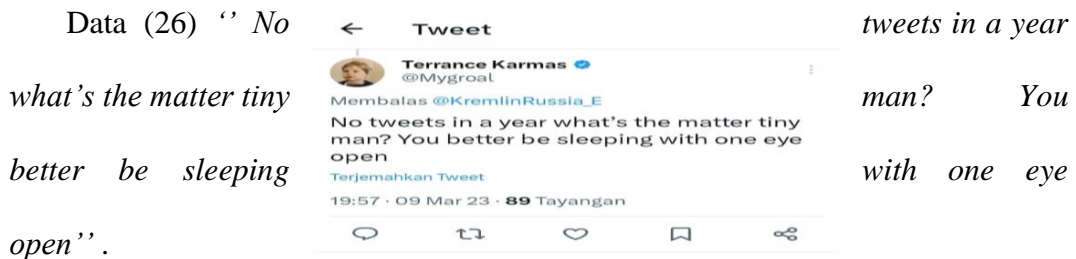 Data (26) ‘’ No tweets in a year
what’s the matter tiny man? You
better be sleeping with one eye
open’’ .
← Tweet
Terrance Karmas
@Mygroal
Membalas @KremlinRussia_E
No tweets in a year what’s the matter tiny
man? You better be sleeping with one eye
open
Terjemahkan Tweet
19:57 · 09 Mar 23 · 89 Tayangan